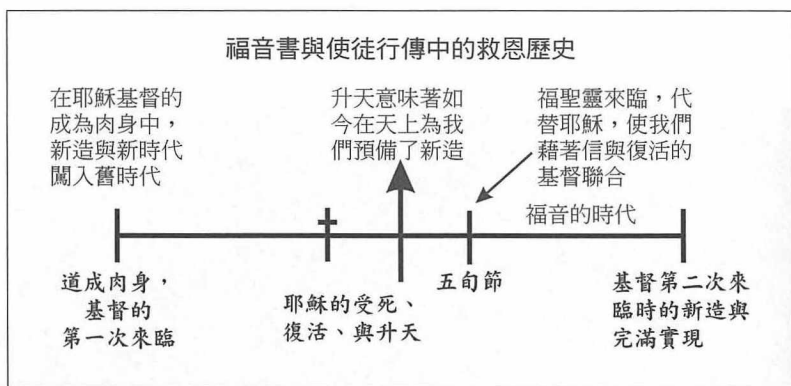 福音書與使徒行傳中的救恩歷史
在耶穌基督的
成為肉身中，
新造與新時代
闖入舊時代
升天意味著如
今在天上為我
們預備了新造
福聖靈來臨，代
替耶穌，使我們
藉著信與復活的
基督聯合
福音的時代
道成肉身，
基督的
第一次來臨
耶穌的受死、
復活、與升天
五旬節
基督第二次來
臨時的新造與
完滿實現